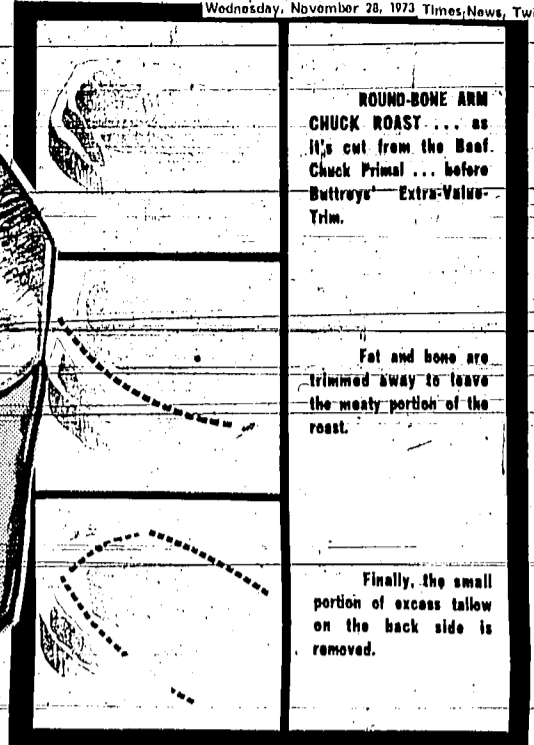 Wednesday, November 28, 1973 Times-News, Twi
ROUND-BONE ARM
CHUCK ROAST ... as
it's cut from the Beef
Chuck Primal ... before
Buttreys' Extra-Value-
Trim.
Fat and bone are
trimmed away to leave
the meaty portion of the
roast.
Finally, the small
portion of excess tallow
on the back side is
removed.